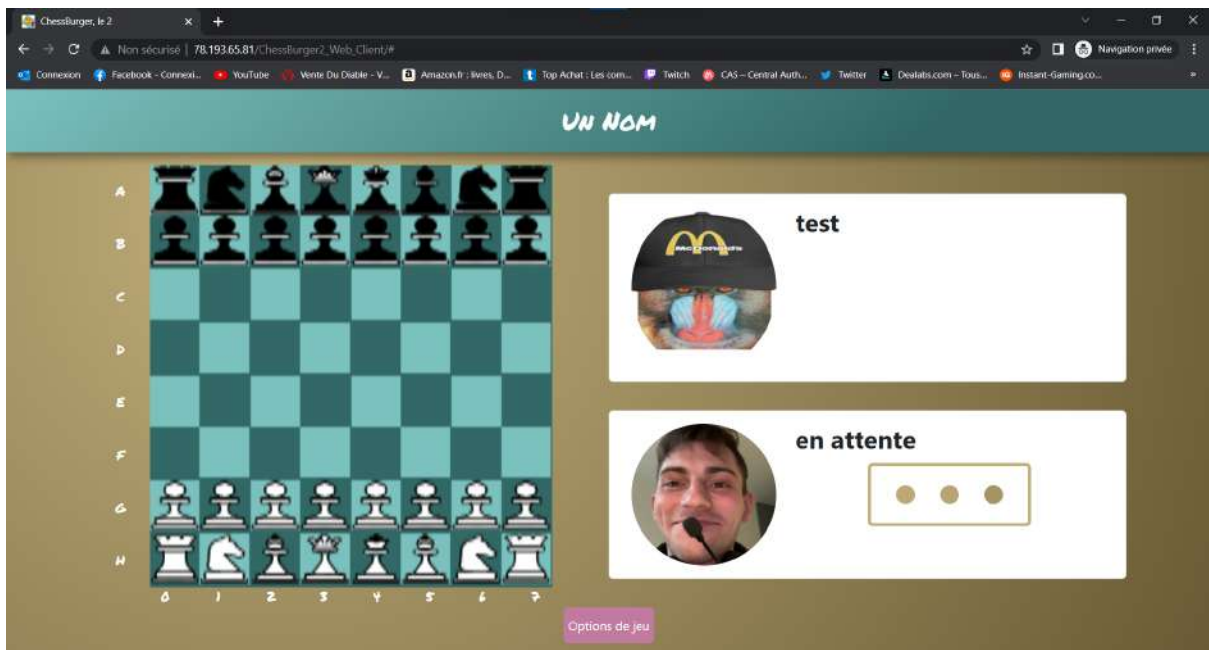 ChessBurger, le 2
Non sécurisé | 78.193.65.81/ChessBurger2_Web_Client/#
Navigation privée
Connexion Facebook - Connexi... YouTube Vente Du Diable - V... Amazon.fr : livres, D... Top Achat : Les com... Twitch CAS – Central Auth... Twitter Dealabs.com – Tous... Instant-Gaming.co...
UN NOM
A
B
C
D
E
F
G
H
0 1 2 3 4 5 6 7
test
McDonald's
en attente
Options de jeu